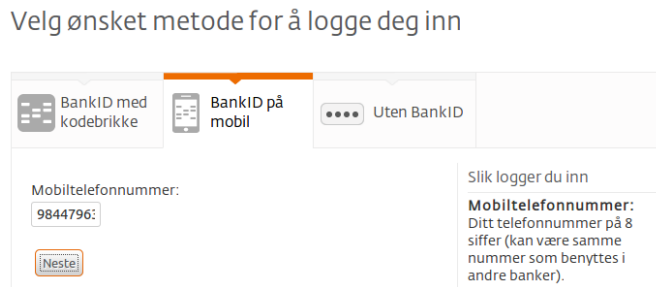 Velg ønsket metode for å logge deg inn
BankID med
kodebrikke
BankID på
mobil
Uten BankID
Mobiltelefonnummer:
Neste
Slik logger du inn
Mobiltelefonnummer:
Ditt telefonnummer på 8
siffer (kan være samme
nummer som benyttes i
andre banker).